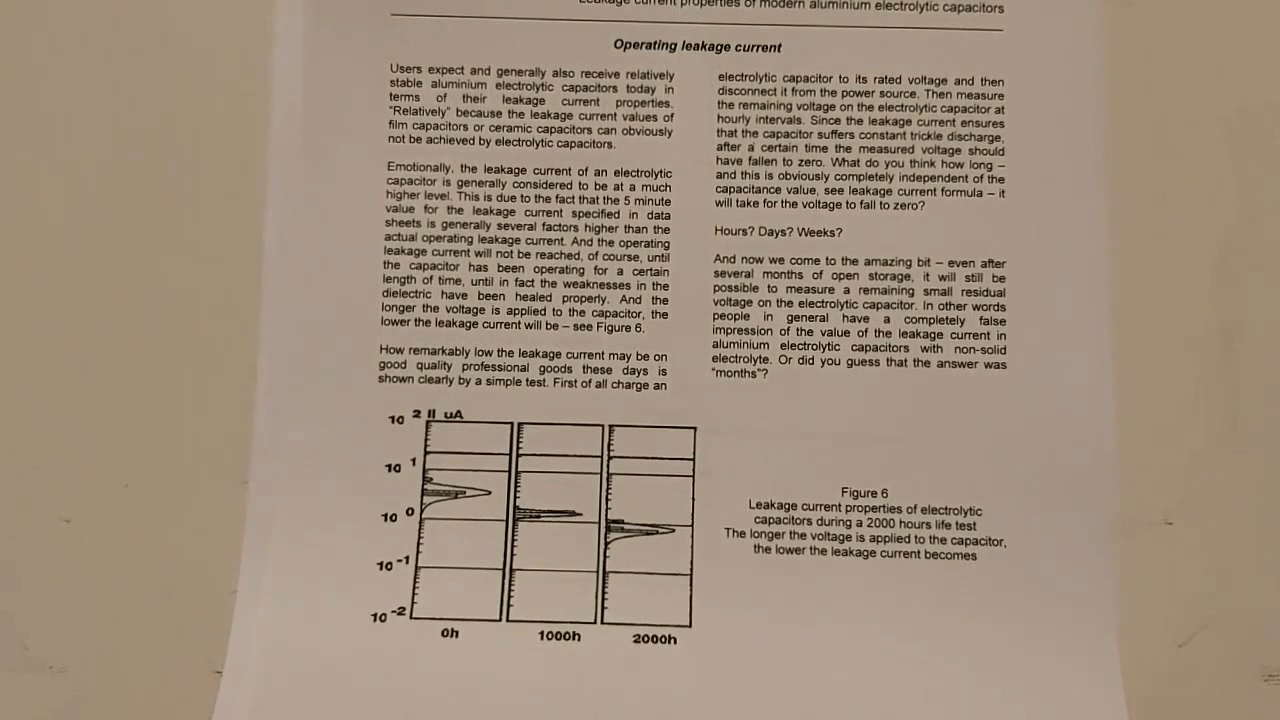 Leakage current properties of modern aluminium electrolytic capacitors
Operating leakage current
Users expect and generally also receive relatively
stable aluminium electrolytic capacitors today in
terms of their leakage current properties.
"Relatively" because the leakage current values of
film capacitors or ceramic capacitors can obviously
not be achieved by electrolytic capacitors.
Emotionally, the leakage current of an electrolytic
capacitor is generally considered to be at a much
higher level. This is due to the fact that the 5 minute
value for the leakage current specified in data
sheets is generally several factors higher than the
actual operating leakage current. And the operating
leakage current will not be reached, of course, until
the capacitor has been operating for a certain
length of time, until in fact the weaknesses in the
dielectric have been healed properly. And the
longer the voltage is applied to the capacitor, the
lower the leakage current will be – see Figure 6.
How remarkably low the leakage current may be on
good quality professional goods these days is
shown clearly by a simple test. First of all charge an
electrolytic capacitor to its rated voltage and then
disconnect it from the power source. Then measure
the remaining voltage on the electrolytic capacitor at
hourly intervals. Since the leakage current ensures
that the capacitor suffers constant trickle discharge,
after a certain time the measured voltage should
have fallen to zero. What do you think how long –
and this is obviously completely independent of the
capacitance value, see leakage current formula – it
will take for the voltage to fall to zero?
Hours? Days? Weeks?
And now we come to the amazing bit – even after
several months of open storage, it will still be
possible to measure a remaining small residual
voltage on the electrolytic capacitor. In other words
people in general have a completely false
impression of the value of the leakage current in
aluminium electrolytic capacitors with non-solid
electrolyte. Or did you guess that the answer was
"months"?
10 2 Il uA
10 1
10 0
10 -1
10 -2
0h 1000h 2000h
Figure 6
Leakage current properties of electrolytic
capacitors during a 2000 hours life test
The longer the voltage is applied to the capacitor,
the lower the leakage current becomes